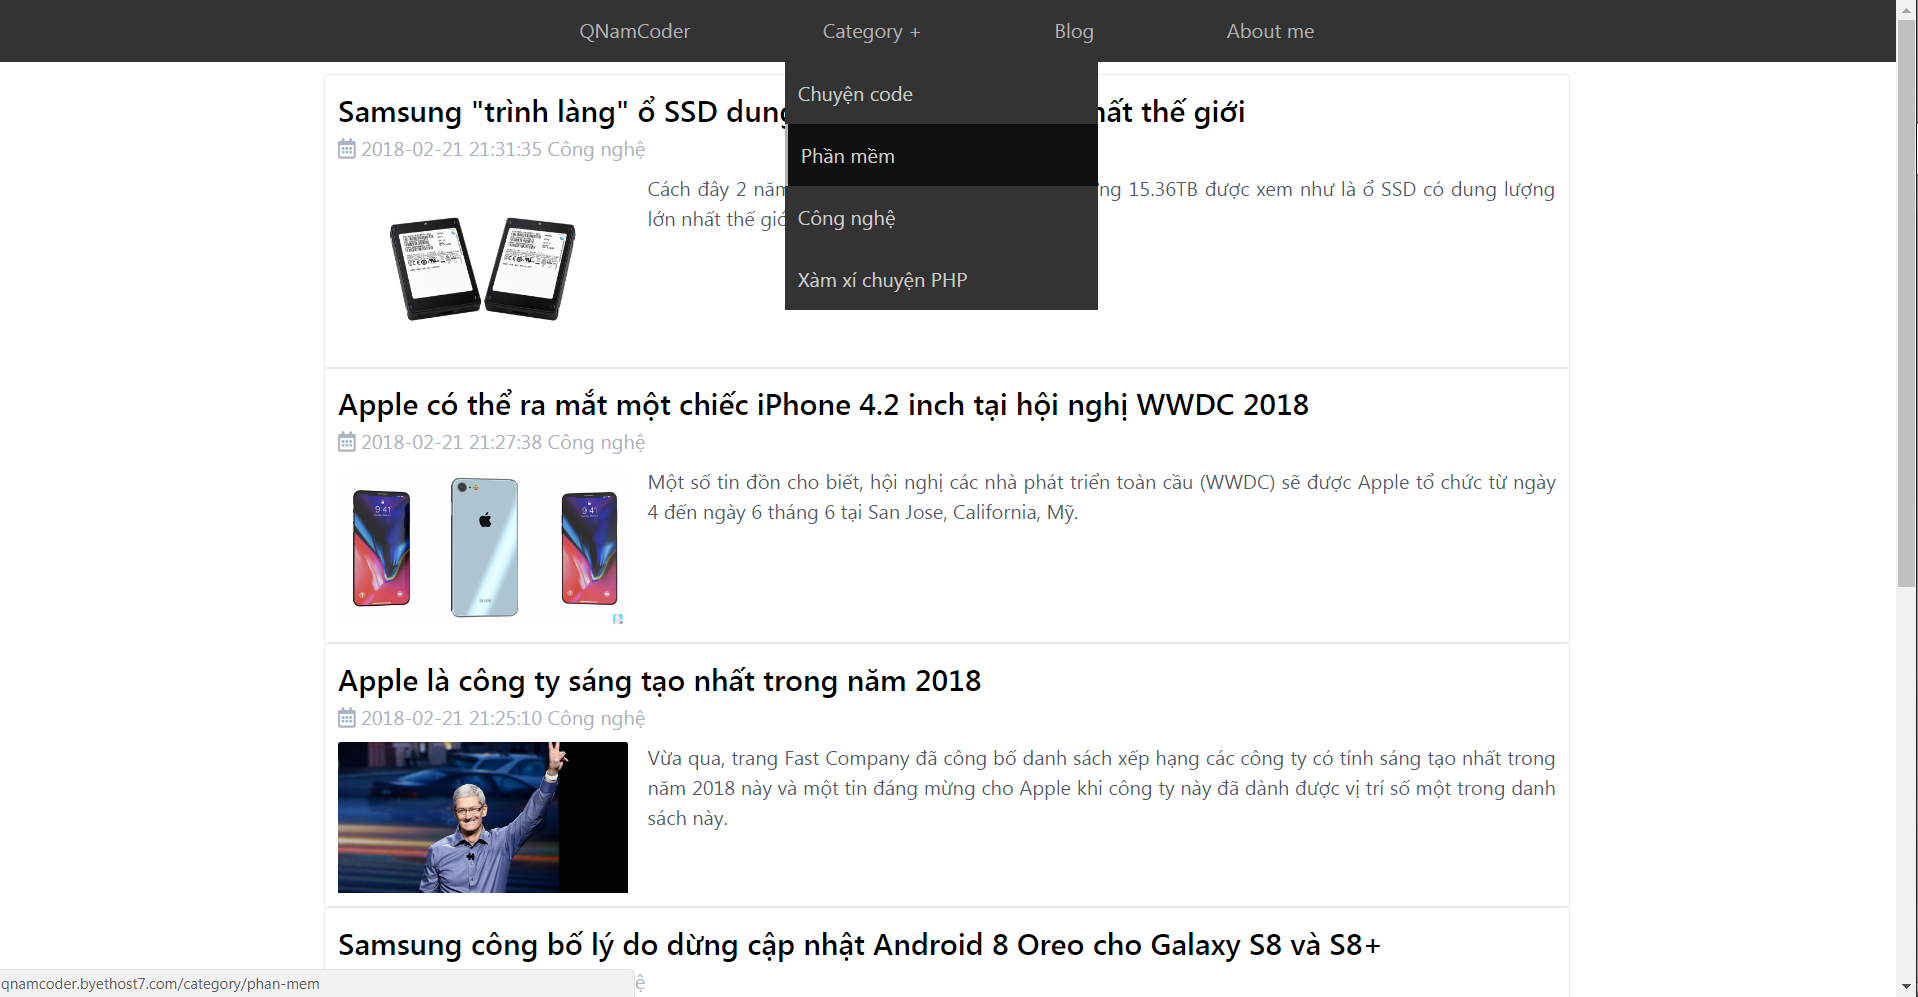 QNamCoder Category + Blog About me
Chuyện code
Phần mềm
Công nghệ
Xàm xí chuyện PHP
Samsung "trình làng" ổ SSD dung hất thế giới
2018-02-21 21:31:35 Công nghệ
Cách đây 2 năm ng 15.36TB được xem như là ổ SSD có dung lượng
lớn nhất thế giớ
Apple có thể ra mắt một chiếc iPhone 4.2 inch tại hội nghị WWDC 2018
2018-02-21 21:27:38 Công nghệ
Một số tin đồn cho biết, hội nghị các nhà phát triển toàn cầu (WWDC) sẽ được Apple tổ chức từ ngày
4 đến ngày 6 tháng 6 tại San Jose, California, Mỹ.
9:41
9:41
Apple là công ty sáng tạo nhất trong năm 2018
2018-02-21 21:25:10 Công nghệ
Vừa qua, trang Fast Company đã công bố danh sách xếp hạng các công ty có tính sáng tạo nhất trong
năm 2018 này và một tin đáng mừng cho Apple khi công ty này đã dành được vị trí số một trong danh
sách này.
Samsung công bố lý do dừng cập nhật Android 8 Oreo cho Galaxy S8 và S8+
qnamcoder.byethost7.com/category/phan-mem